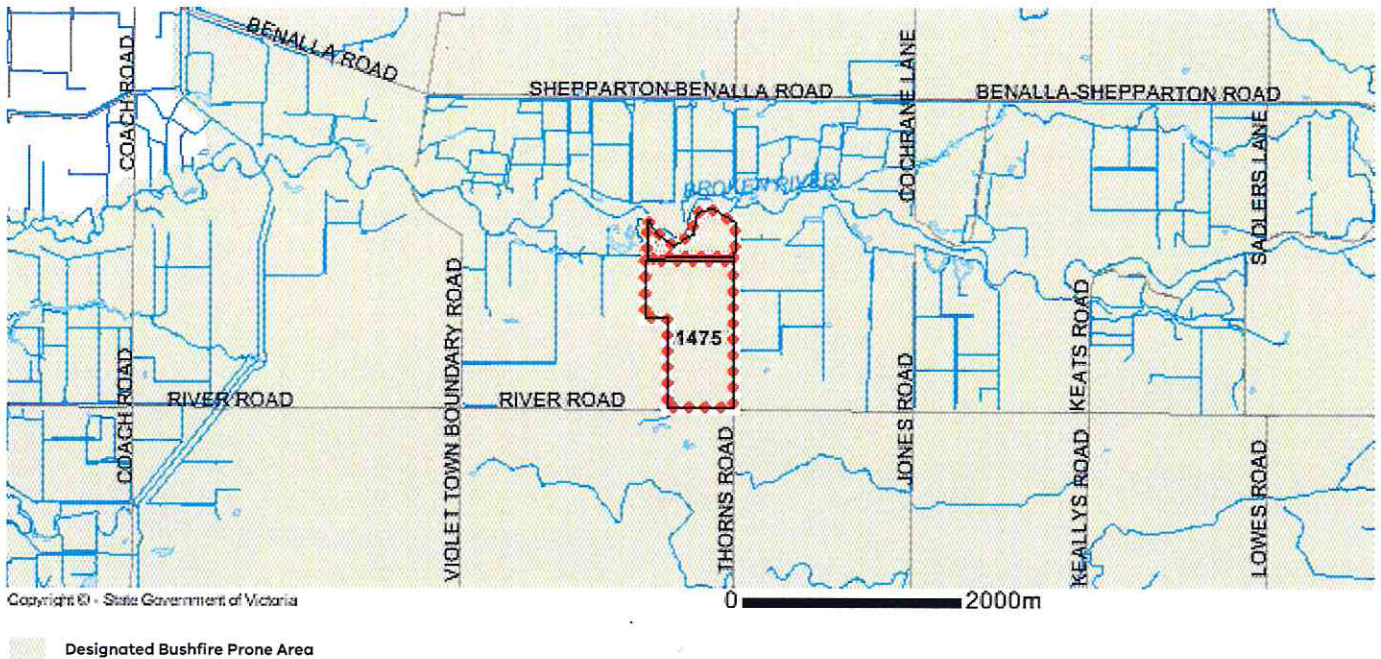 BENALLA ROAD
COACH ROAD
SHEPPARTON-BENALLA ROAD
COCHRANE LANE
BENALLA-SHEPPARTON ROAD
SADLERS LANE
BROKEN RIVER
VIOLET TOWN BOUNDARY ROAD
1475
KEATS ROAD
COACH ROAD
RIVER ROAD
RIVER ROAD
JONES ROAD
THORNS ROAD
KEALLYS ROAD
LOWES ROAD
Copyright © - State Government of Victoria
0 2000m
Designated Bushfire Prone Area